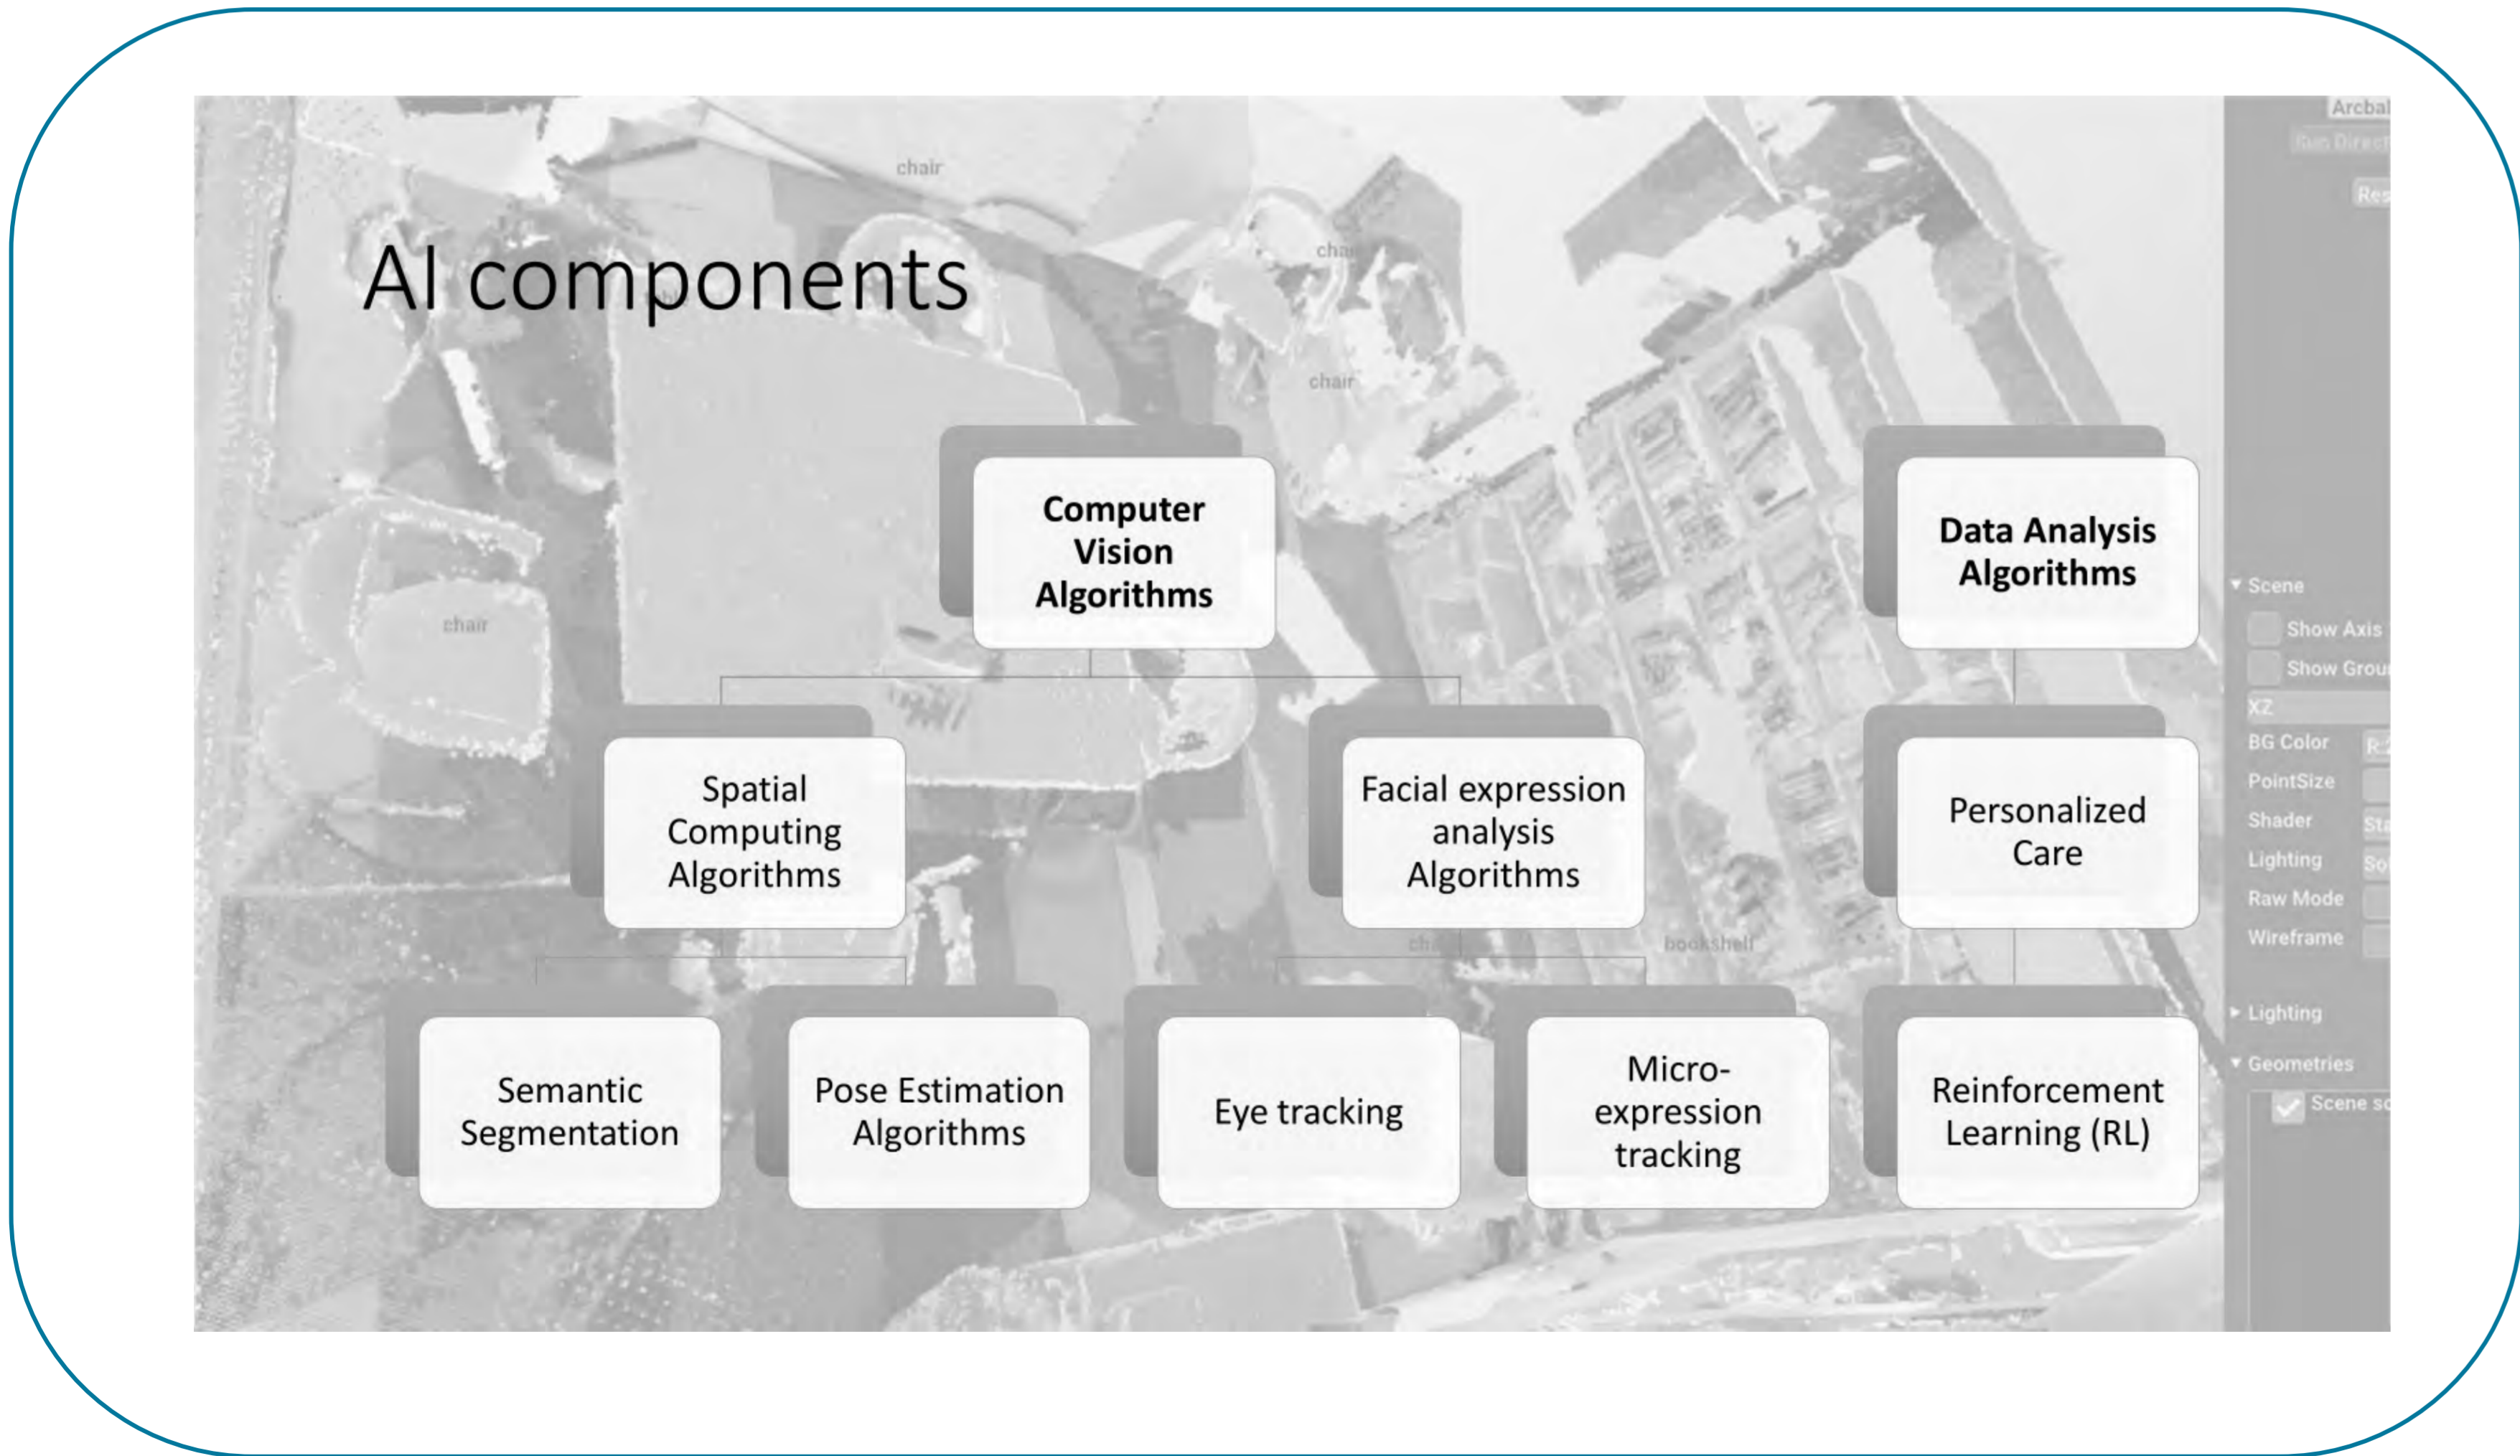 AI components
chair
chair
chair
chair
bookshelf
Computer
Vision
Algorithms
Data Analysis
Algorithms
Spatial
Computing
Algorithms
Facial expression
analysis
Algorithms
Personalized
Care
Semantic
Segmentation
Pose Estimation
Algorithms
Eye tracking
Micro-
expression
tracking
Reinforcement
Learning (RL)
Scene
Show Axis
XZ
BG Color
PointSize
Shader
Lighting
Raw Mode
Wireframe
Lighting
Geometries
Scene